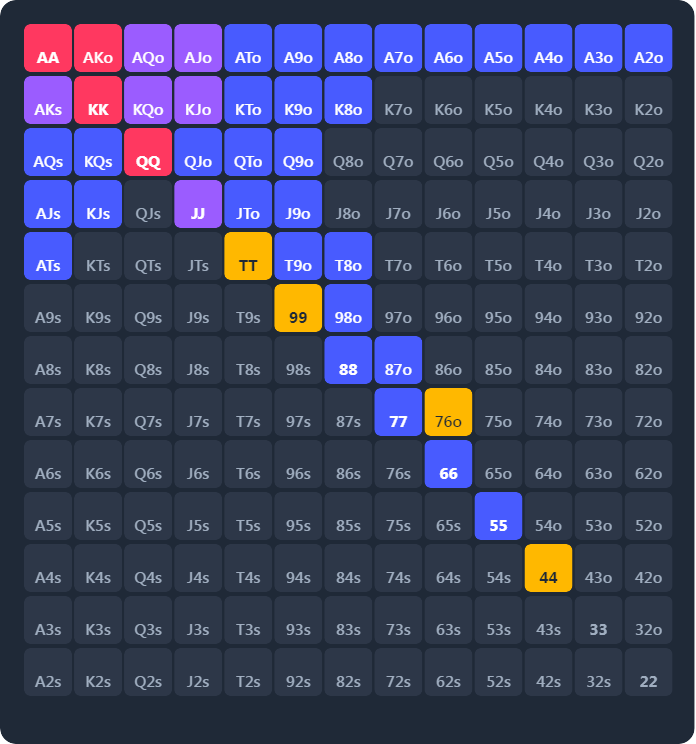 AA AKo AQo AJo ATo A9o A8o A7o A6o A5o A4o A3o A2o
AKs KK KQo KJo KTo K9o K8o K7o K6o K5o K4o K3o K2o
AQs KQs QQ QJo QTo Q9o Q8o Q7o Q6o Q5o Q4o Q3o Q2o
AJs KJs QJs JJ JTo J9o J8o J7o J6o J5o J4o J3o J2o
ATs KTs QTs JTs TT T9o T8o T7o T6o T5o T4o T3o T2o
A9s K9s Q9s J9s T9s 99 98o 97o 96o 95o 94o 93o 92o
A8s K8s Q8s J8s T8s 98s 88 87o 86o 85o 84o 83o 82o
A7s K7s Q7s J7s T7s 97s 87s 77 76o 75o 74o 73o 72o
A6s K6s Q6s J6s T6s 96s 86s 76s 66 65o 64o 63o 62o
A5s K5s Q5s J5s T5s 95s 85s 75s 65s 55 54o 53o 52o
A4s K4s Q4s J4s T4s 94s 84s 74s 64s 54s 44 43o 42o
A3s K3s Q3s J3s T3s 93s 83s 73s 63s 53s 43s 33 32o
A2s K2s Q2s J2s T2s 92s 82s 72s 62s 52s 42s 32s 22